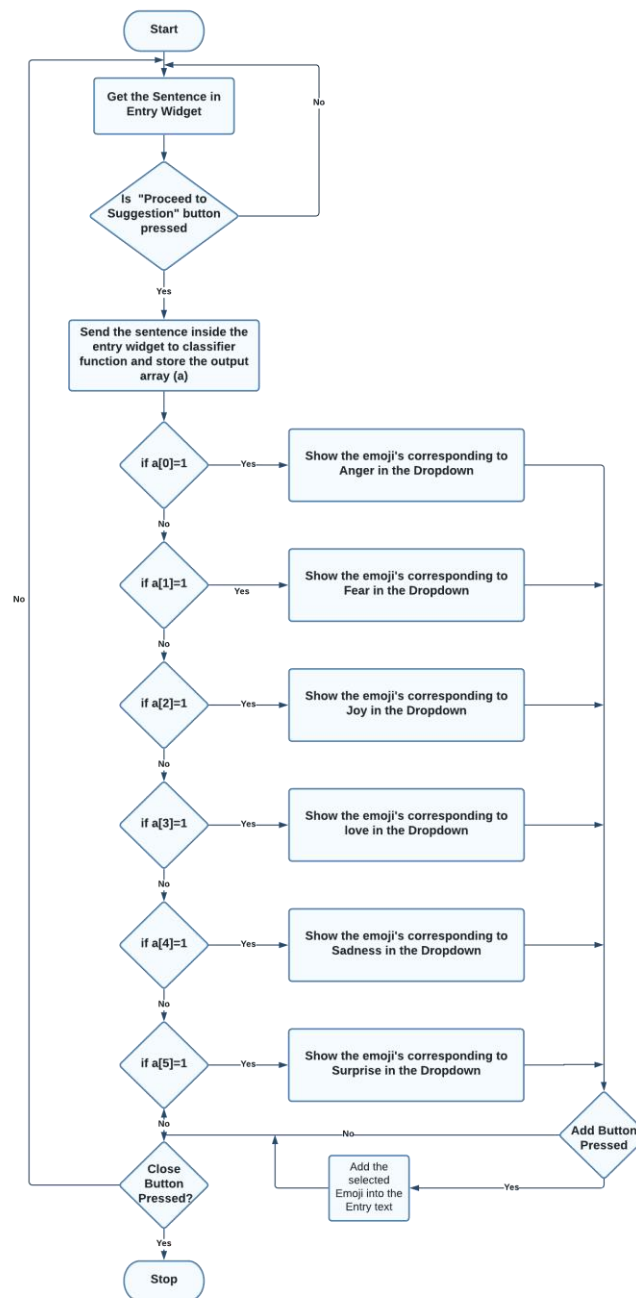 Start
Get the Sentence in
Entry Widget
No
Is "Proceed to
Suggestion" button
pressed
Yes
Send the sentence inside the
entry widget to classifier
function and store the output
array (a)
if a[0]=1
Yes
Show the emoji's corresponding to
Anger in the Dropdown
No
if a[1]=1
Yes
Show the emoji's corresponding to
Fear in the Dropdown
No
No
if a[2]=1
Yes
Show the emoji's corresponding to
Joy in the Dropdown
No
if a[3]=1
Yes
Show the emoji's corresponding to
love in the Dropdown
No
if a[4]=1
Yes
Show the emoji's corresponding to
Sadness in the Dropdown
No
if a[5]=1
Yes
Show the emoji's corresponding to
Surprise in the Dropdown
No
Add Button
Pressed
No
Yes
Add the
selected
Emoji into the
Entry text
Close
Button
Pressed?
Yes
Stop